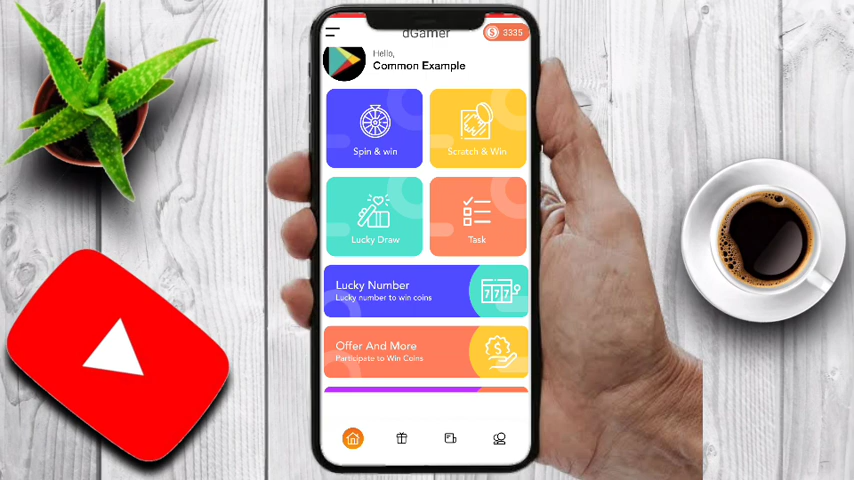 dGamer
3335
Hello,
Common Example
Spin & win
Scratch & Win
Lucky Draw
Task
Lucky Number
Lucky number to win coins
777
Offer And More
Participate to Win Coins